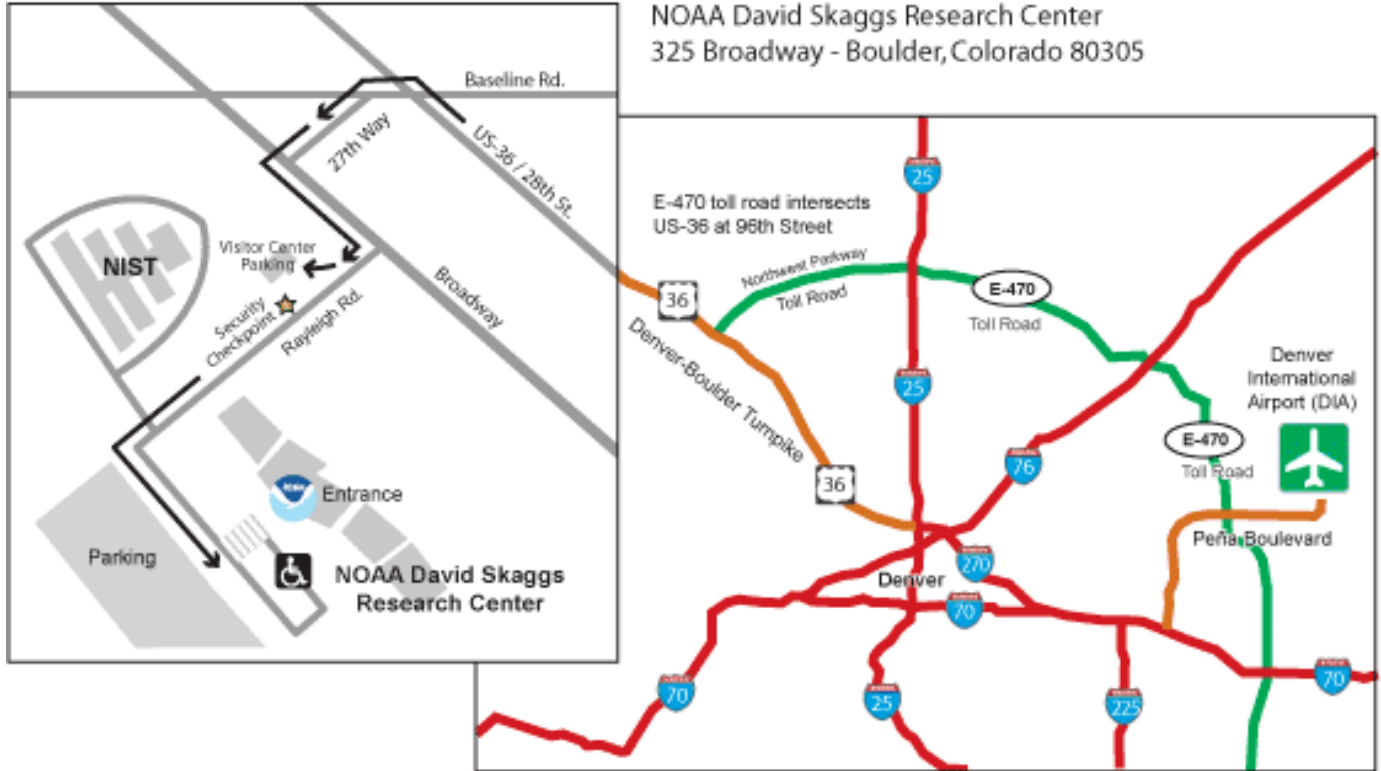 NOAA David Skaggs Research Center
325 Broadway - Boulder, Colorado 80305
Baseline Rd.
27th Way
US-36 / 28th St.
NIST
Visitor Center
Parking
Security
Checkpoint
Rayleigh Rd.
Broadway
Entrance
Parking
NOAA David Skaggs
Research Center
E-470 toll road intersects
US-36 at 96th Street
25
Northwest Parkway
Toll Road
E-470
Toll Road
36
Denver-Boulder Turnpike
25
Denver
International
Airport (DIA)
E-470
Toll Road
76
36
Peña Boulevard
270
Denver
70
70
25
225
70